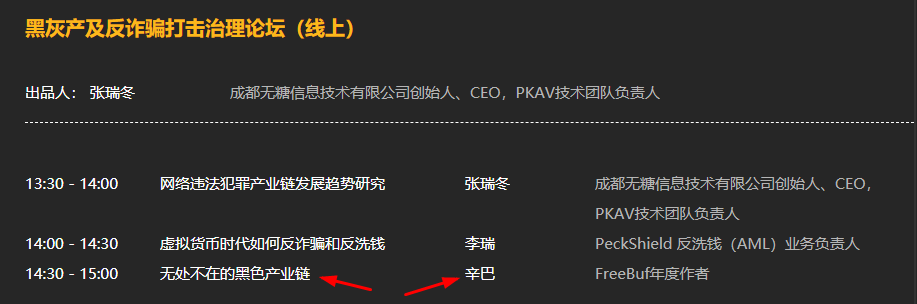 黑灰产及反诈骗打击治理论坛（线上）
出品人： 张瑞冬 成都无糖信息技术有限公司创始人、CEO，PKAV技术团队负责人
13:30 - 14:00 网络违法犯罪产业链发展趋势研究 张瑞冬 成都无糖信息技术有限公司创始人、CEO，
PKAV技术团队负责人
14:00 - 14:30 虚拟货币时代如何反诈骗和反洗钱 李瑞 PeckShield 反洗钱（AML）业务负责人
14:30 - 15:00 无处不在的黑色产业链 辛巴 FreeBuf年度作者